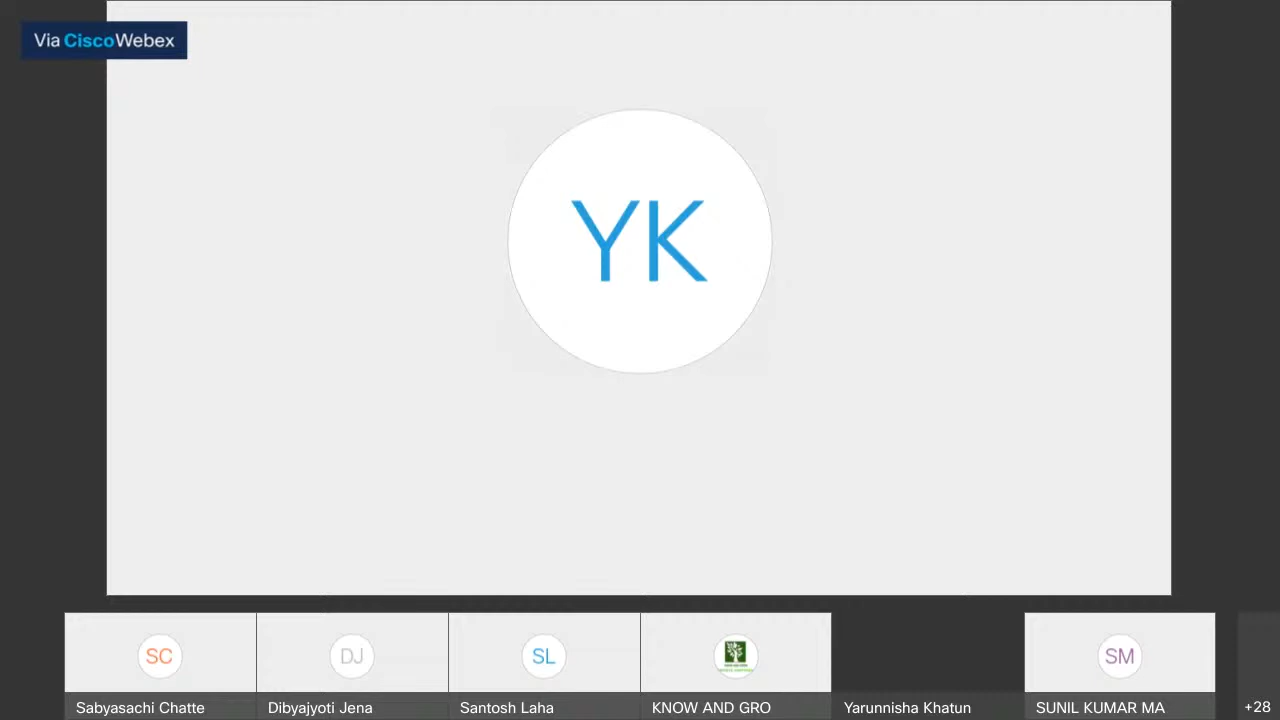 Via CiscoWebex
YK
SC
DJ
SL
SM
Sabyasachi Chatte
Dibyajyoti Jena
Santosh Laha
KNOW AND GRO
Yarunnisha Khatun
SUNIL KUMAR MA
+28